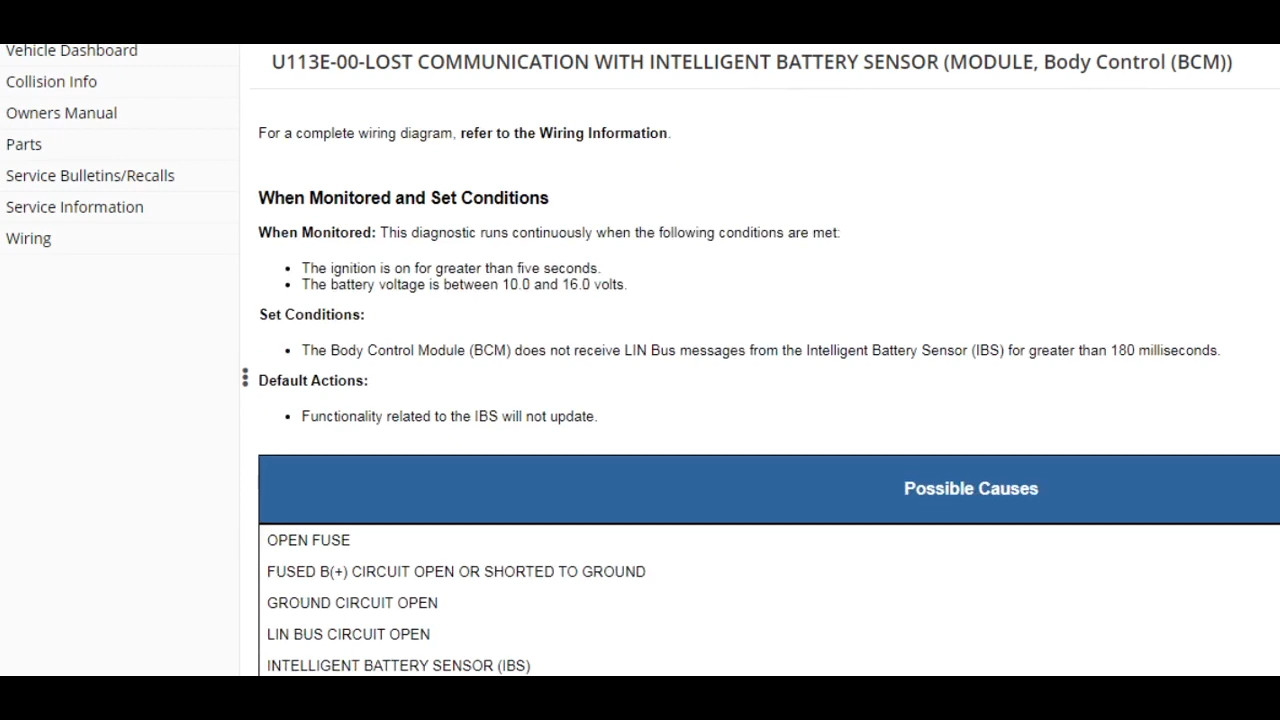 Vehicle Dashboard
Collision Info
Owners Manual
Parts
Service Bulletins/Recalls
Service Information
Wiring
U113E-00-LOST COMMUNICATION WITH INTELLIGENT BATTERY SENSOR (MODULE, Body Control (BCM))
For a complete wiring diagram, refer to the Wiring Information.
When Monitored and Set Conditions
When Monitored: This diagnostic runs continuously when the following conditions are met:
• The ignition is on for greater than five seconds.
• The battery voltage is between 10.0 and 16.0 volts.
Set Conditions:
• The Body Control Module (BCM) does not receive LIN Bus messages from the Intelligent Battery Sensor (IBS) for greater than 180 milliseconds.
Default Actions:
• Functionality related to the IBS will not update.
Possible Causes
OPEN FUSE
FUSED B(+) CIRCUIT OPEN OR SHORTED TO GROUND
GROUND CIRCUIT OPEN
LIN BUS CIRCUIT OPEN
INTELLIGENT BATTERY SENSOR (IBS)